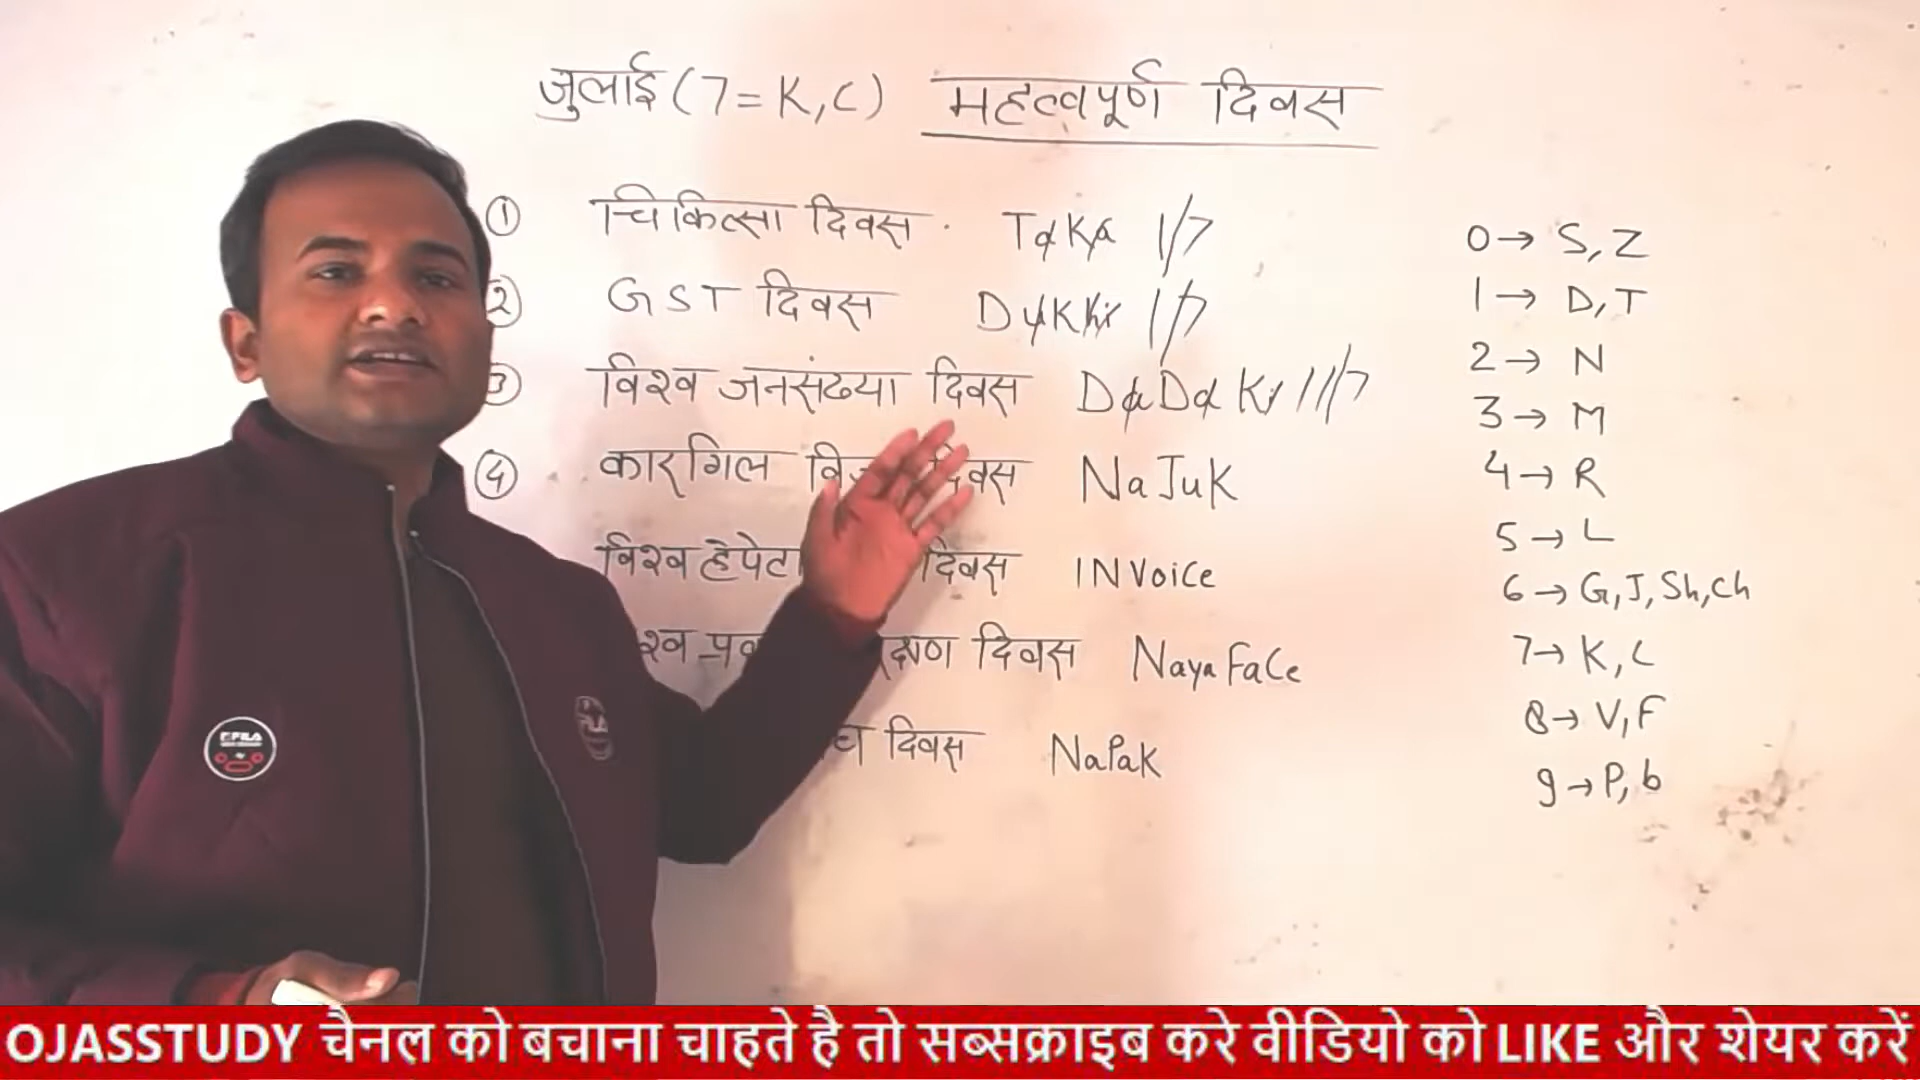 जुलाई (7=K,C) महत्वपूर्ण दिवस
① चिकित्सा दिवस . TaKa 1/7
② GST दिवस DuKKi 1/7
③ विश्व जनसंख्या दिवस DaDa Ki 11/7
④ कारगिल दिवस NaJuK
विश्व दिवस INVoice
दिवस NayaFaCe
दिवस NaPaK
0→ S,Z
1→ D,T
2→ N
3→ M
4→ R
5→ L
6→ G,J,Sh,Ch
7→ K,C
8→ V,F
9→ P,b
FILA
OJASSTUDY चैनल को बचाना चाहते है तो सब्सक्राइब करे वीडियो को LIKE और शेयर करें